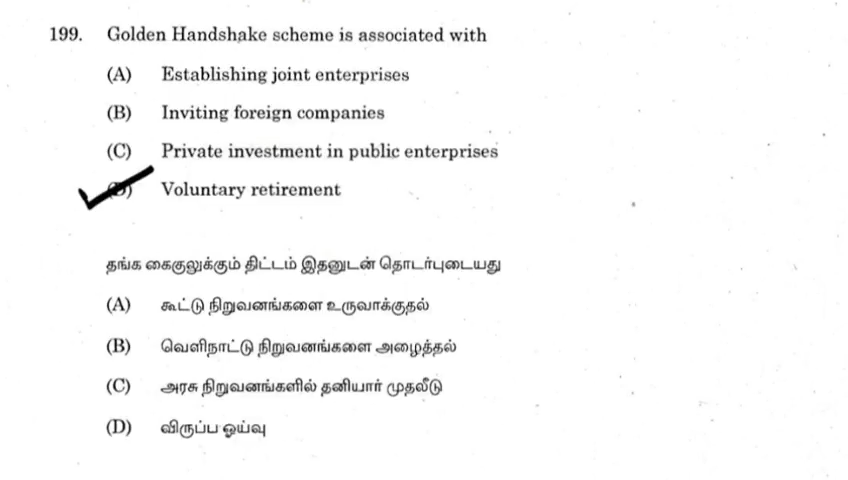 199. Golden Handshake scheme is associated with
(A) Establishing joint enterprises
(B) Inviting foreign companies
(C) Private investment in public enterprises
(D) Voluntary retirement
தங்க கைகுலுக்கும் திட்டம் இதனுடன் தொடர்புடையது
(A) கூட்டு நிறுவனங்களை உருவாக்குதல்
(B) வெளிநாட்டு நிறுவனங்களை அழைத்தல்
(C) அரசு நிறுவனங்களில் தனியார் முதலீடு
(D) விருப்ப ஓய்வு